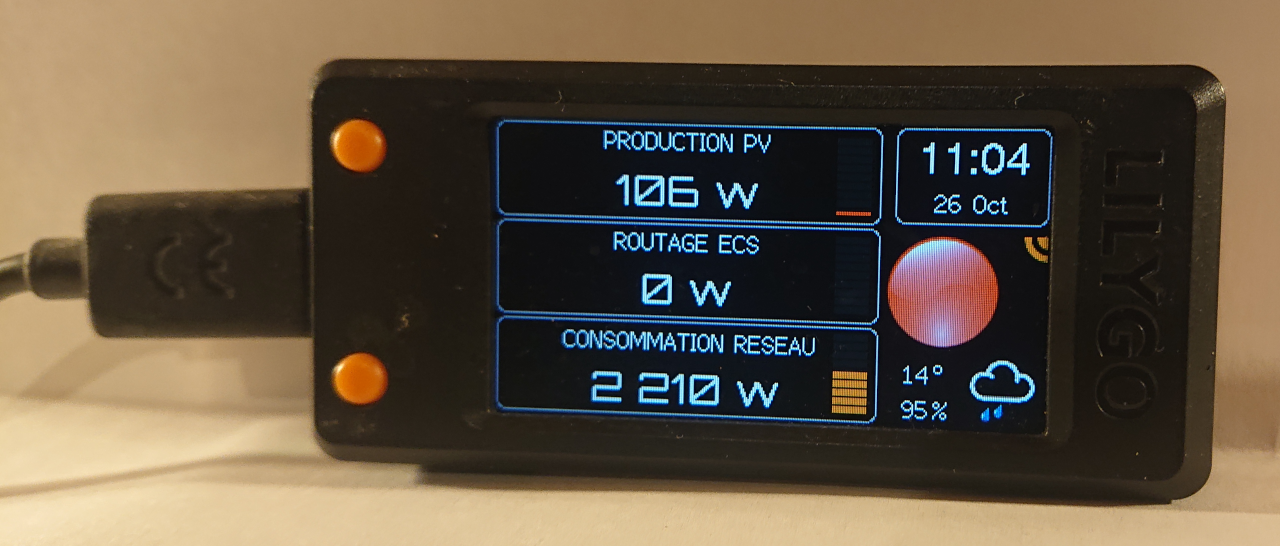 PRODUCTION PV
106 W
ROUTAGE ECS
0 W
CONSOMMATION RESEAU
2 210 W
11:04
26 Oct
14°
95%
LILYGO